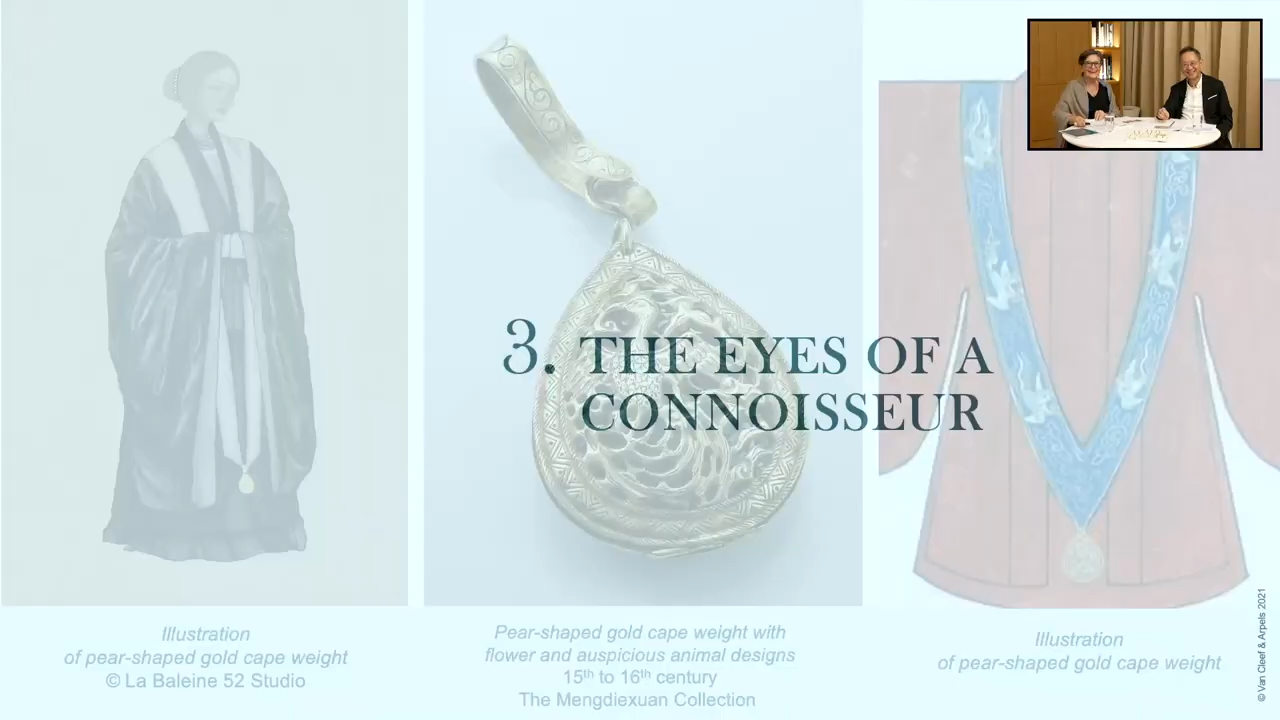 3. THE EYES OF A
CONNOISSEUR
Illustration
of pear-shaped gold cape weight
© La Baleine 52 Studio
Pear-shaped gold cape weight with
flower and auspicious animal designs
15th to 16th century
The Mengdiexuan Collection
Illustration
of pear-shaped gold cape weight
© Van Cleef & Arpels 2021